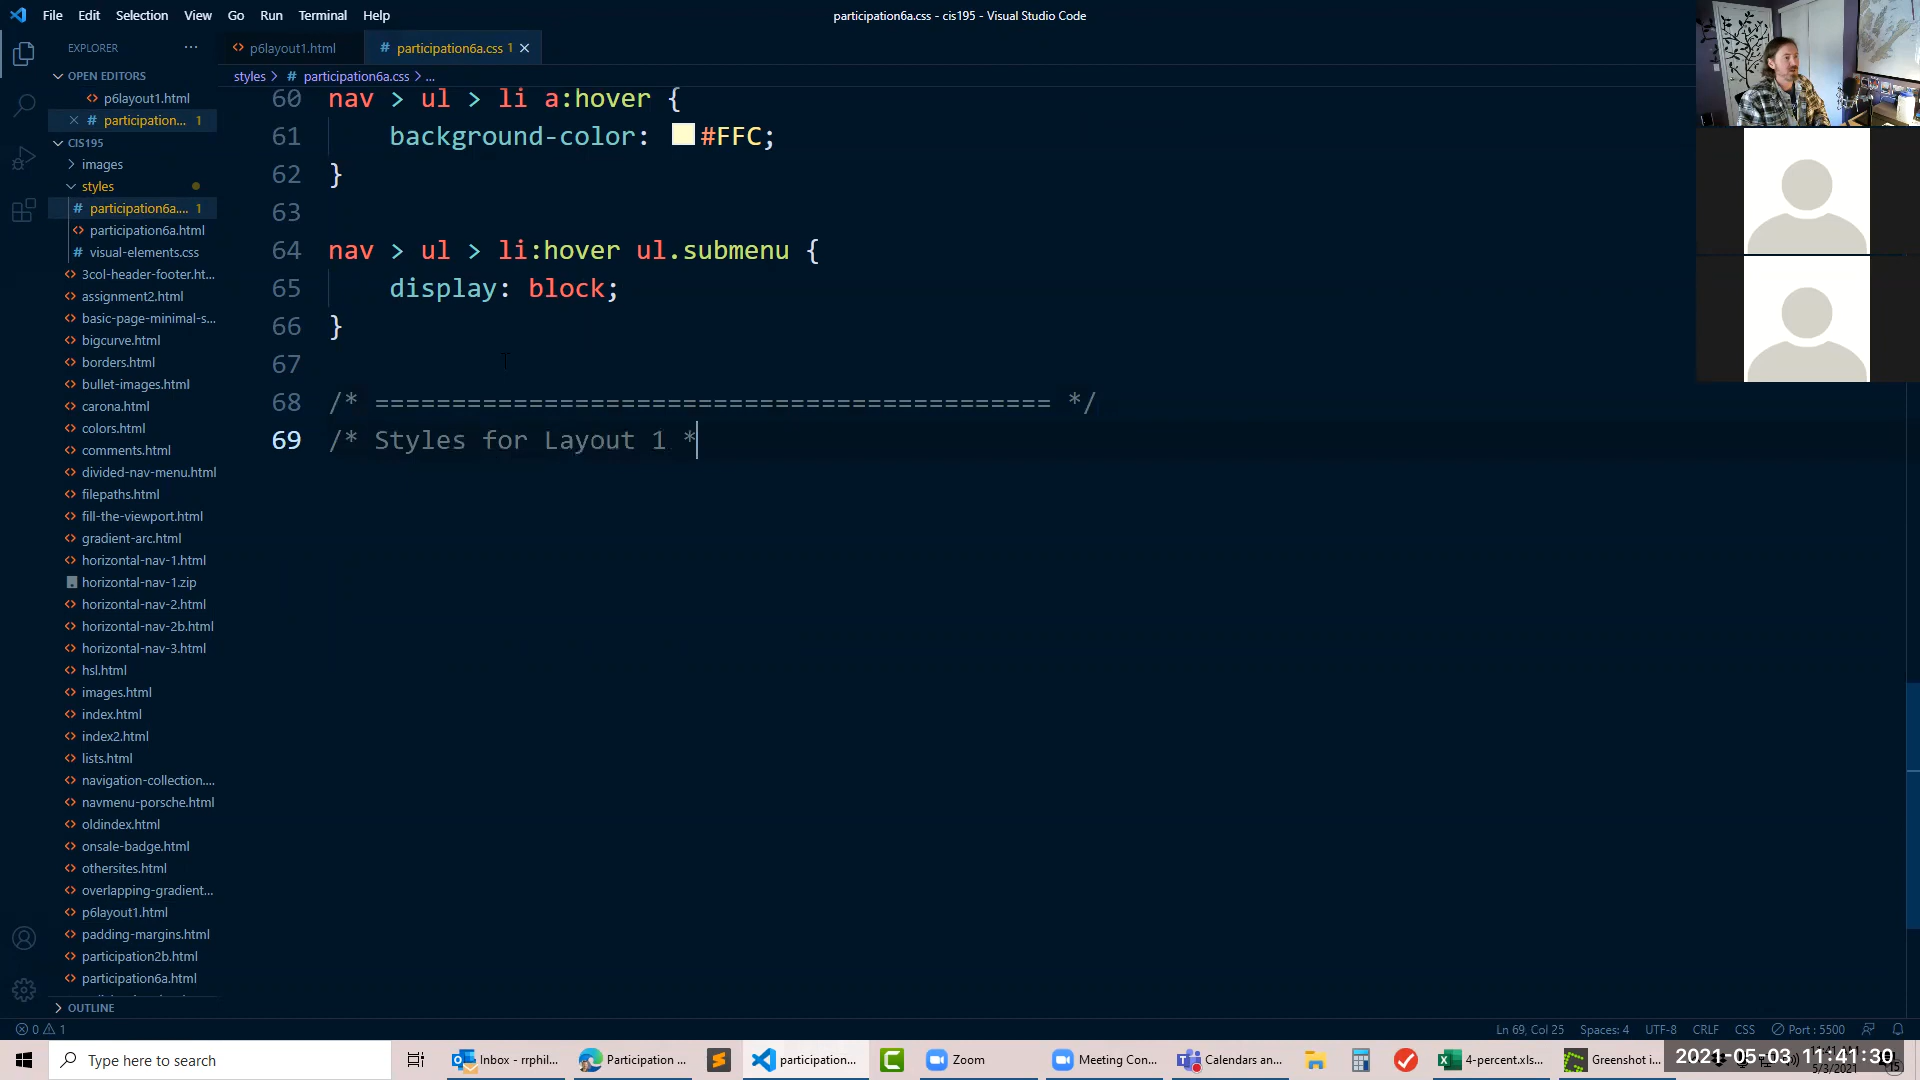 File Edit Selection View Go Run Terminal Help
participation6a.css - cis195 - Visual Studio Code
EXPLORER ...
OPEN EDITORS
p6layout1.html
participation... 1
CIS195
images
styles
participation6a.... 1
participation6a.html
visual-elements.css
3col-header-footer.ht...
assignment2.html
basic-page-minimal-s...
bigcurve.html
borders.html
bullet-images.html
carona.html
colors.html
comments.html
divided-nav-menu.html
filepaths.html
fill-the-viewport.html
gradient-arc.html
horizontal-nav-1.html
horizontal-nav-1.zip
horizontal-nav-2.html
horizontal-nav-2b.html
horizontal-nav-3.html
hsl.html
images.html
index.html
index2.html
lists.html
navigation-collection....
navmenu-porsche.html
oldindex.html
onsale-badge.html
othersites.html
overlapping-gradient...
p6layout1.html
padding-margins.html
participation2b.html
participation6a.html
OUTLINE
p6layout1.html
# participation6a.css 1
styles > # participation6a.css > ...
60 nav > ul > li a:hover {
61 background-color: #FFC;
62 }
63
64 nav > ul > li:hover ul.submenu {
65 display: block;
66 }
67
68 /* ============================================ */
69 /* Styles for Layout 1 *
0 1
Ln 69, Col 25 Spaces: 4 UTF-8 CRLF CSS Port : 5500
Type here to search
Inbox - rrphil...
Participation ...
participation...
Zoom
Meeting Con...
Calendars an...
4-percent.xls...
Greenshot i...
2021-05-03 11:41:30
5/3/2021